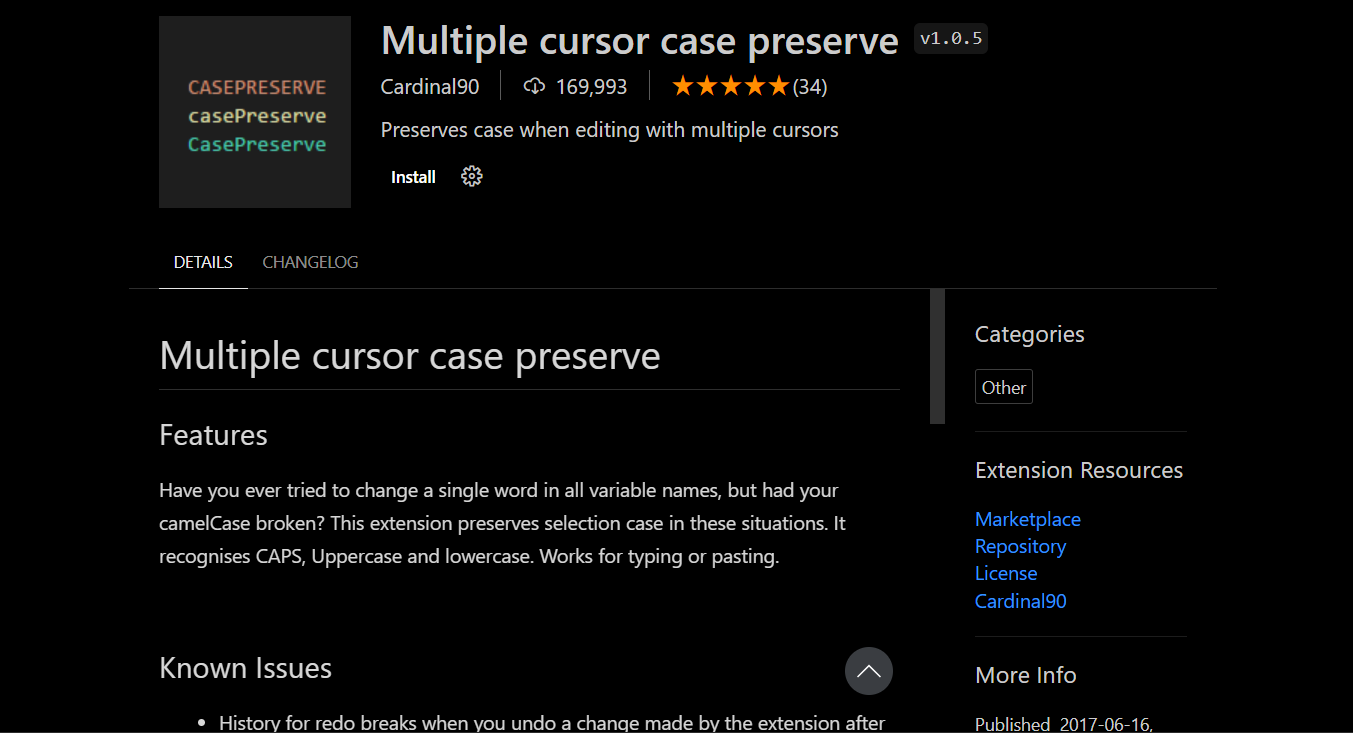 CASEPRESERVE
casePreserve
CasePreserve
Multiple cursor case preserve v1.0.5
Cardinal90 169,993 ★★★★★(34)
Preserves case when editing with multiple cursors
Install
DETAILS CHANGELOG
Multiple cursor case preserve
Features
Have you ever tried to change a single word in all variable names, but had your
camelCase broken? This extension preserves selection case in these situations. It
recognises CAPS, Uppercase and lowercase. Works for typing or pasting.
Known Issues
• History for redo breaks when you undo a change made by the extension after
Categories
Other
Extension Resources
Marketplace
Repository
License
Cardinal90
More Info
Published 2017-06-16,